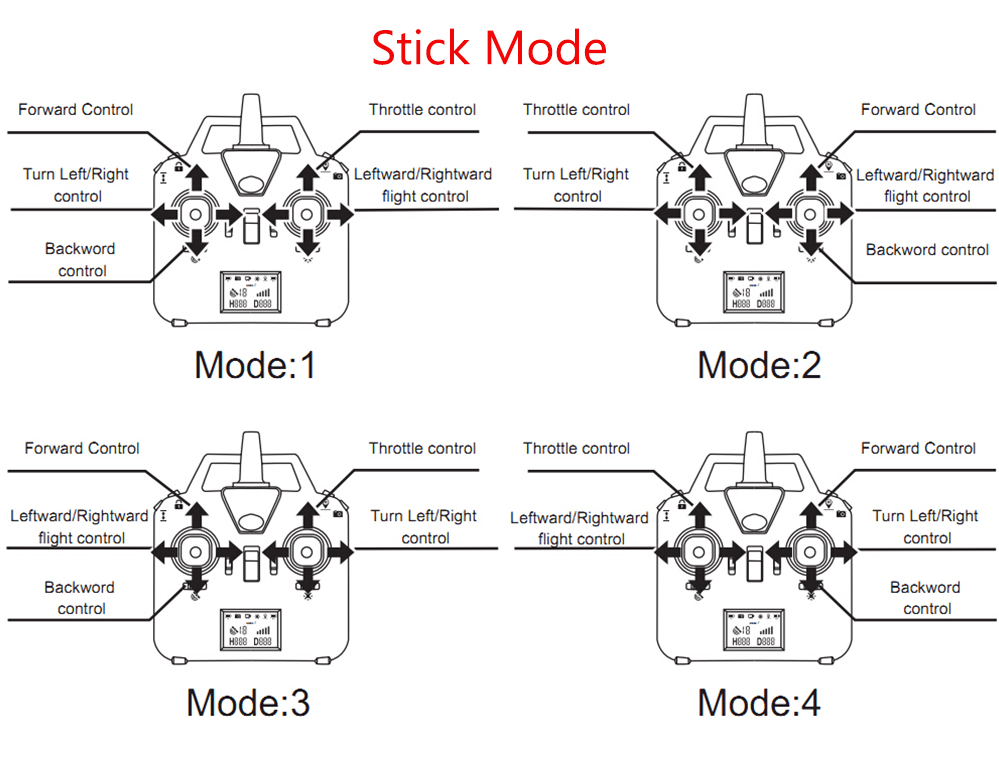 Stick Mode
Forward Control
Throttle control
Turn Left/Right
control
Leftward/Rightward
flight control
Backword
control
H888 D888
Mode:1
Throttle control
Forward Control
Turn Left/Right
control
Leftward/Rightward
flight control
Backword control
H888 D888
Mode:2
Forward Control
Throttle control
Leftward/Rightward
flight control
Turn Left/Right
control
Backword
control
H888 D888
Mode:3
Throttle control
Forward Control
Leftward/Rightward
flight control
Turn Left/Right
control
Backword
control
H888 D888
Mode:4